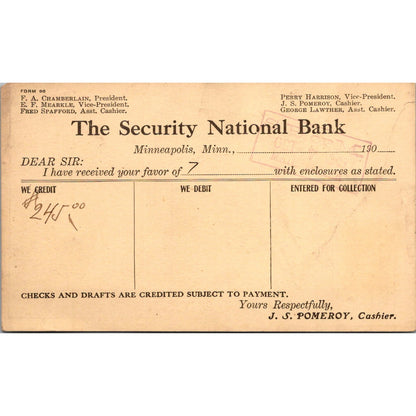 FORM 96
F. A. CHAMBERLAIN, President.
E. F. MEARKLE, Vice-President.
FRED SPAFFORD, Asst. Cashier.
PERRY HARRISON, Vice-President.
J. S. POMEROY, Cashier.
GEORGE LAWTHER, Asst. Cashier.
The Security National Bank
Minneapolis, Minn., 190
DEAR SIR:
I have received your favor of 7 with enclosures as stated.
WE CREDIT WE DEBIT ENTERED FOR COLLECTION
$245.00
CHECKS AND DRAFTS ARE CREDITED SUBJECT TO PAYMENT.
Yours Respectfully,
J. S. POMEROY, Cashier.